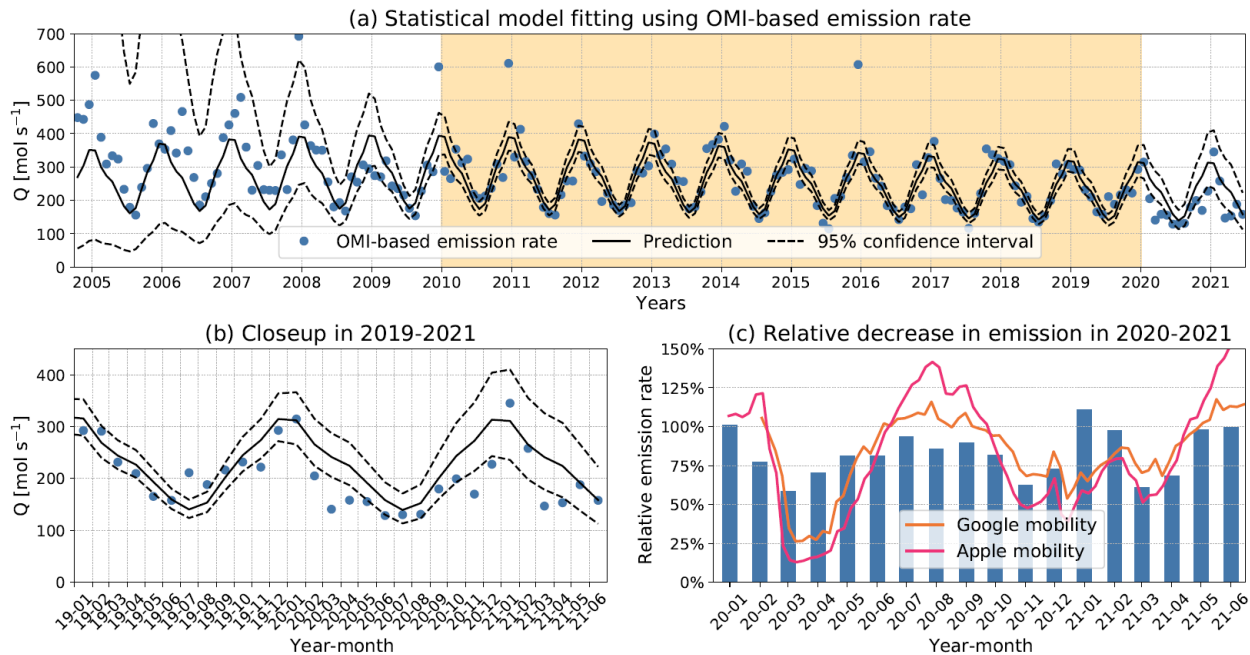 (a) Statistical model fitting using OMI-based emission rate
700
600
500
400
300
200
100
0
Q [mol s⁻¹]
OMI-based emission rate
Prediction
95% confidence interval
2005 2006 2007 2008 2009 2010 2011 2012 2013 2014 2015 2016 2017 2018 2019 2020 2021
Years
(b) Closeup in 2019-2021
400
300
200
100
0
Q [mol s⁻¹]
19-01 19-02 19-03 19-04 19-05 19-06 19-07 19-08 19-09 19-10 19-11 19-12 20-01 20-02 20-03 20-04 20-05 20-06 20-07 20-08 20-09 20-10 20-11 21-12 21-01 21-02 21-03 21-04 21-05 21-06
Year-month
(c) Relative decrease in emission in 2020-2021
150%
125%
100%
75%
50%
25%
0%
Relative emission rate
Google mobility
Apple mobility
20-01 20-02 20-03 20-04 20-05 20-06 20-07 20-08 20-09 20-10 20-11 20-12 21-01 21-02 21-03 21-04 21-05 21-06
Year-month